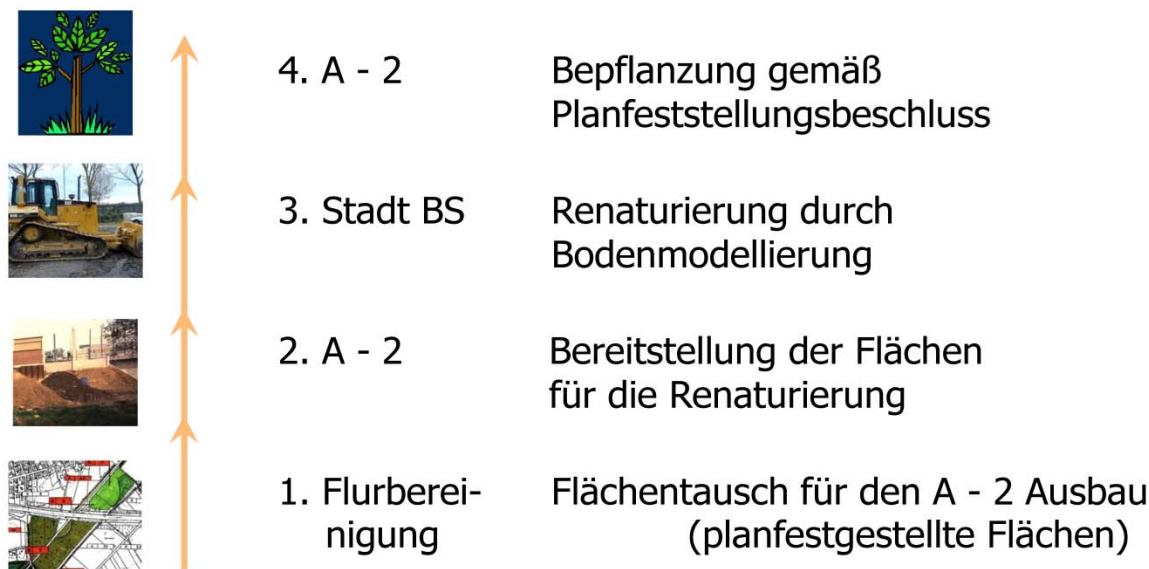 4. A - 2 Bepflanzung gemäß
Planfeststellungsbeschluss
3. Stadt BS Renaturierung durch
Bodenmodellierung
2. A - 2 Bereitstellung der Flächen
für die Renaturierung
1. Flurberei- Flächentausch für den A - 2 Ausbau
nigung (planfestgestellte Flächen)